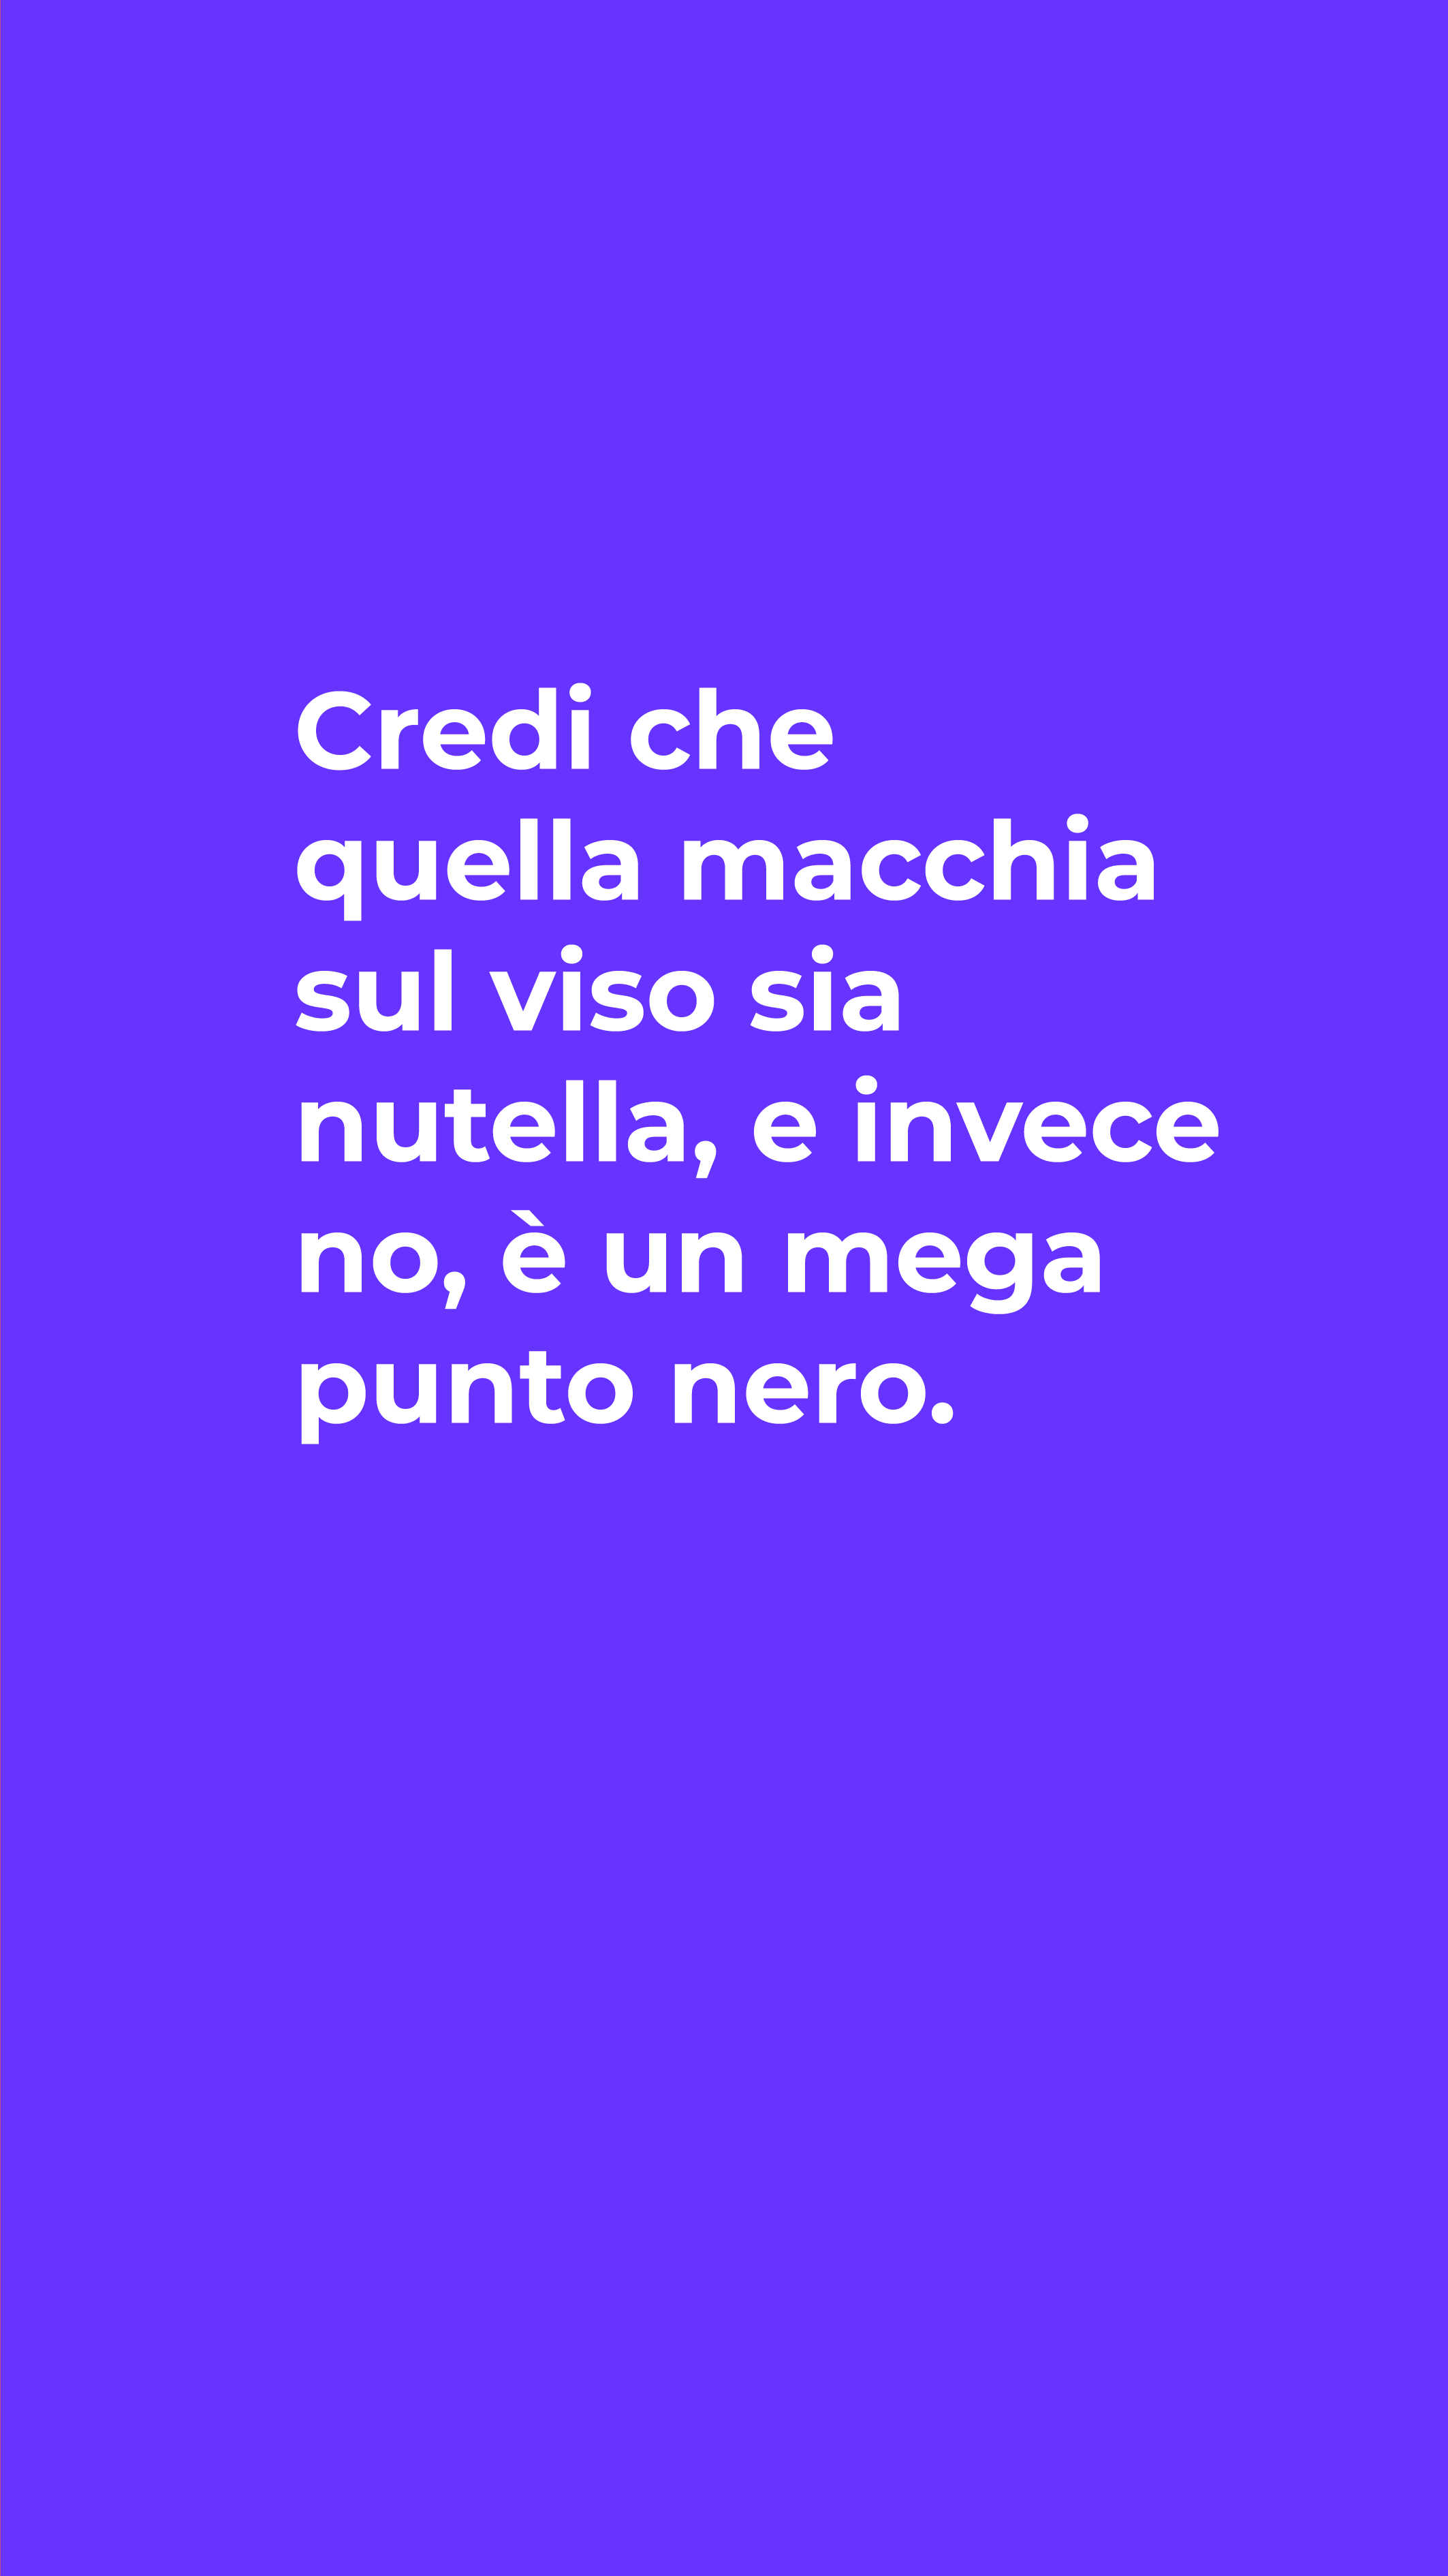 Credi che
quella macchia
sul viso sia
nutella, e invece
no, è un mega
punto nero.